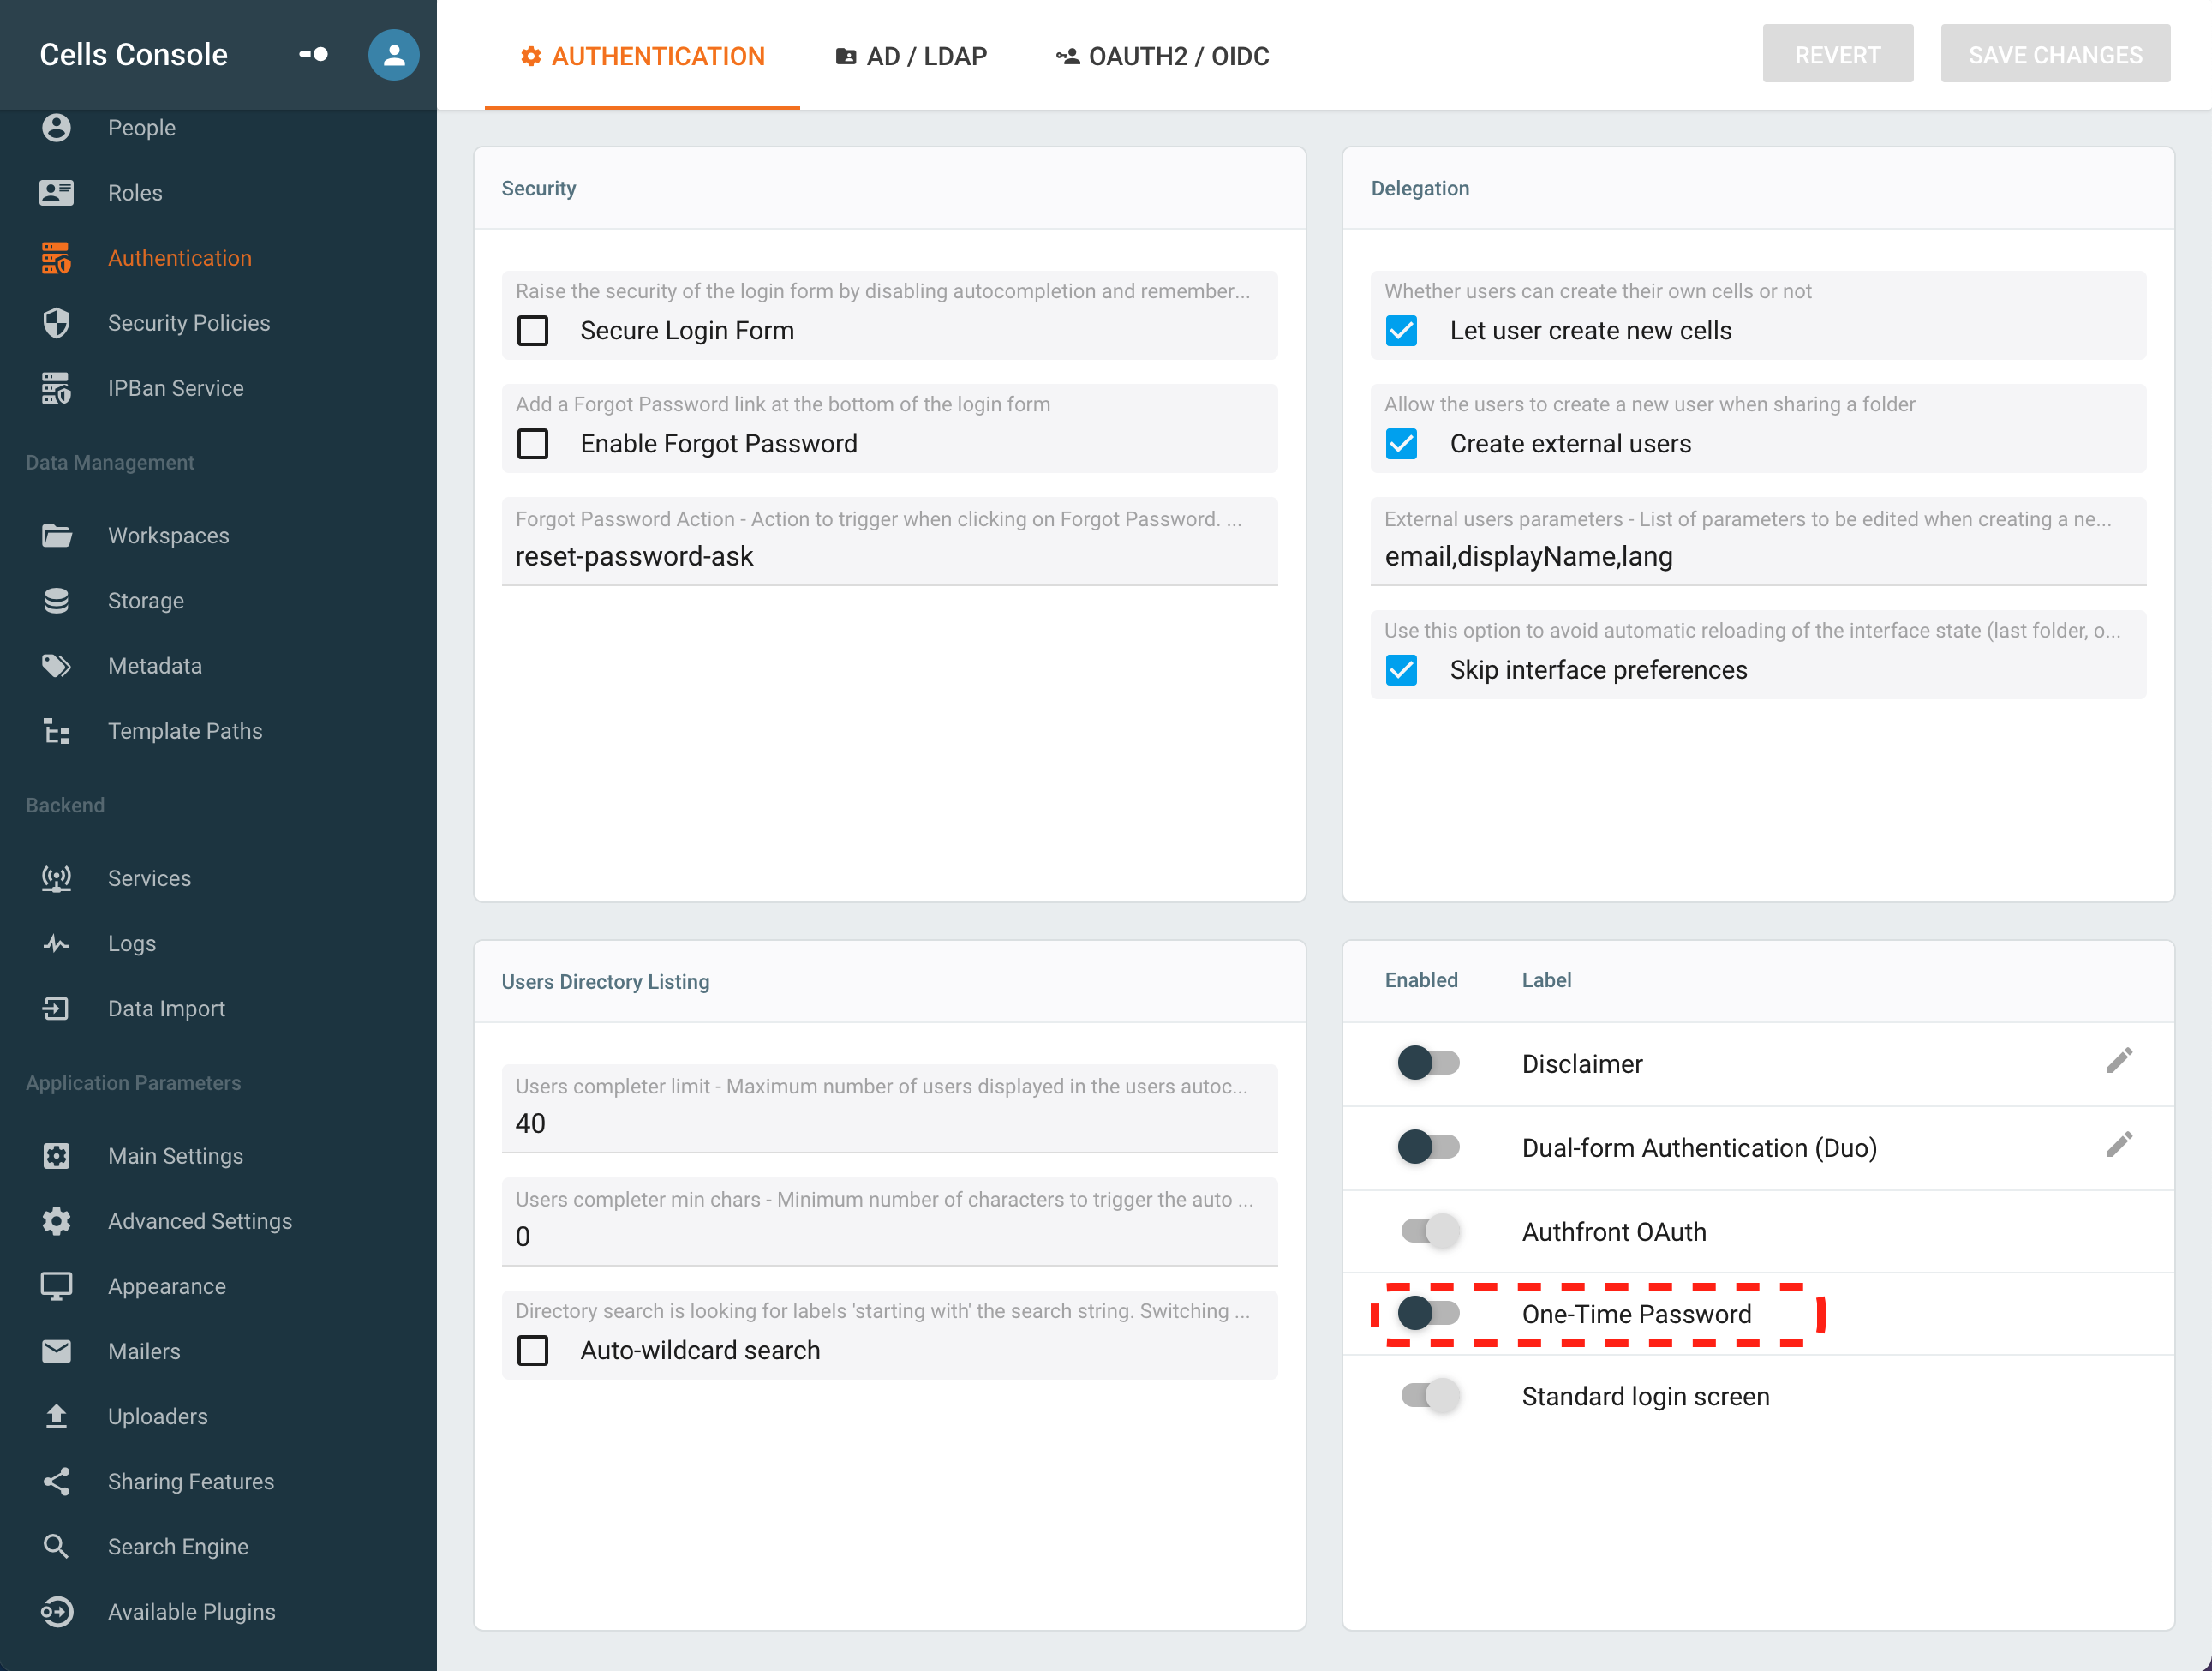 Cells Console
People
Roles
Authentication
Security Policies
IPBan Service
Data Management
Workspaces
Storage
Metadata
Template Paths
Backend
Services
Logs
Data Import
Application Parameters
Main Settings
Advanced Settings
Appearance
Mailers
Uploaders
Sharing Features
Search Engine
Available Plugins
AUTHENTICATION
AD / LDAP
OAUTH2 / OIDC
REVERT
SAVE CHANGES
Security
Raise the security of the login form by disabling autocompletion and remember...
Secure Login Form
Add a Forgot Password link at the bottom of the login form
Enable Forgot Password
Forgot Password Action - Action to trigger when clicking on Forgot Password. ...
reset-password-ask
Delegation
Whether users can create their own cells or not
Let user create new cells
Allow the users to create a new user when sharing a folder
Create external users
External users parameters - List of parameters to be edited when creating a ne...
email,displayName,lang
Use this option to avoid automatic reloading of the interface state (last folder, o...
Skip interface preferences
Users Directory Listing
Users completer limit - Maximum number of users displayed in the users autoc...
40
Users completer min chars - Minimum number of characters to trigger the auto ...
0
Directory search is looking for labels 'starting with' the search string. Switching ...
Auto-wildcard search
Enabled Label
Disclaimer
Dual-form Authentication (Duo)
Authfront OAuth
One-Time Password
Standard login screen